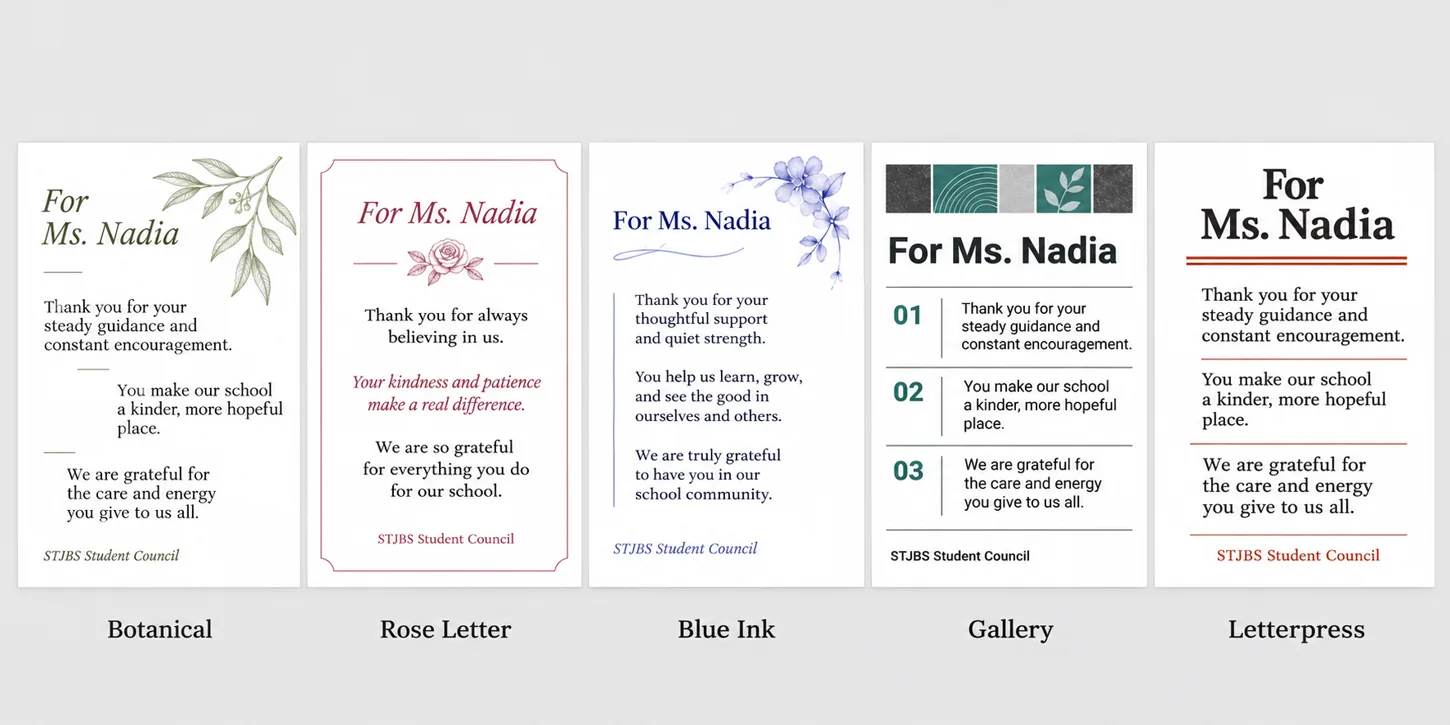 For
Ms. Nadia
Thank you for your
steady guidance and
constant encouragement.
You make our school
a kinder, more hopeful
place.
We are grateful for
the care and energy
you give to us all.
STJBS Student Council
Botanical
For Ms. Nadia
Thank you for always
believing in us.
Your kindness and patience
make a real difference.
We are so grateful
for everything you do
for our school.
STJBS Student Council
Rose Letter
For Ms. Nadia
Thank you for your
thoughtful support
and quiet strength.
You help us learn, grow,
and see the good in
ourselves and others.
We are truly grateful
to have you in our
school community.
STJBS Student Council
Blue Ink
For Ms. Nadia
01
Thank you for your
steady guidance and
constant encouragement.
02
You make our school
a kinder, more hopeful
place.
03
We are grateful for
the care and energy
you give to us all.
STJBS Student Council
Gallery
For
Ms. Nadia
Thank you for your
steady guidance and
constant encouragement.
You make our school
a kinder, more hopeful
place.
We are grateful for
the care and energy
you give to us all.
STJBS Student Council
Letterpress